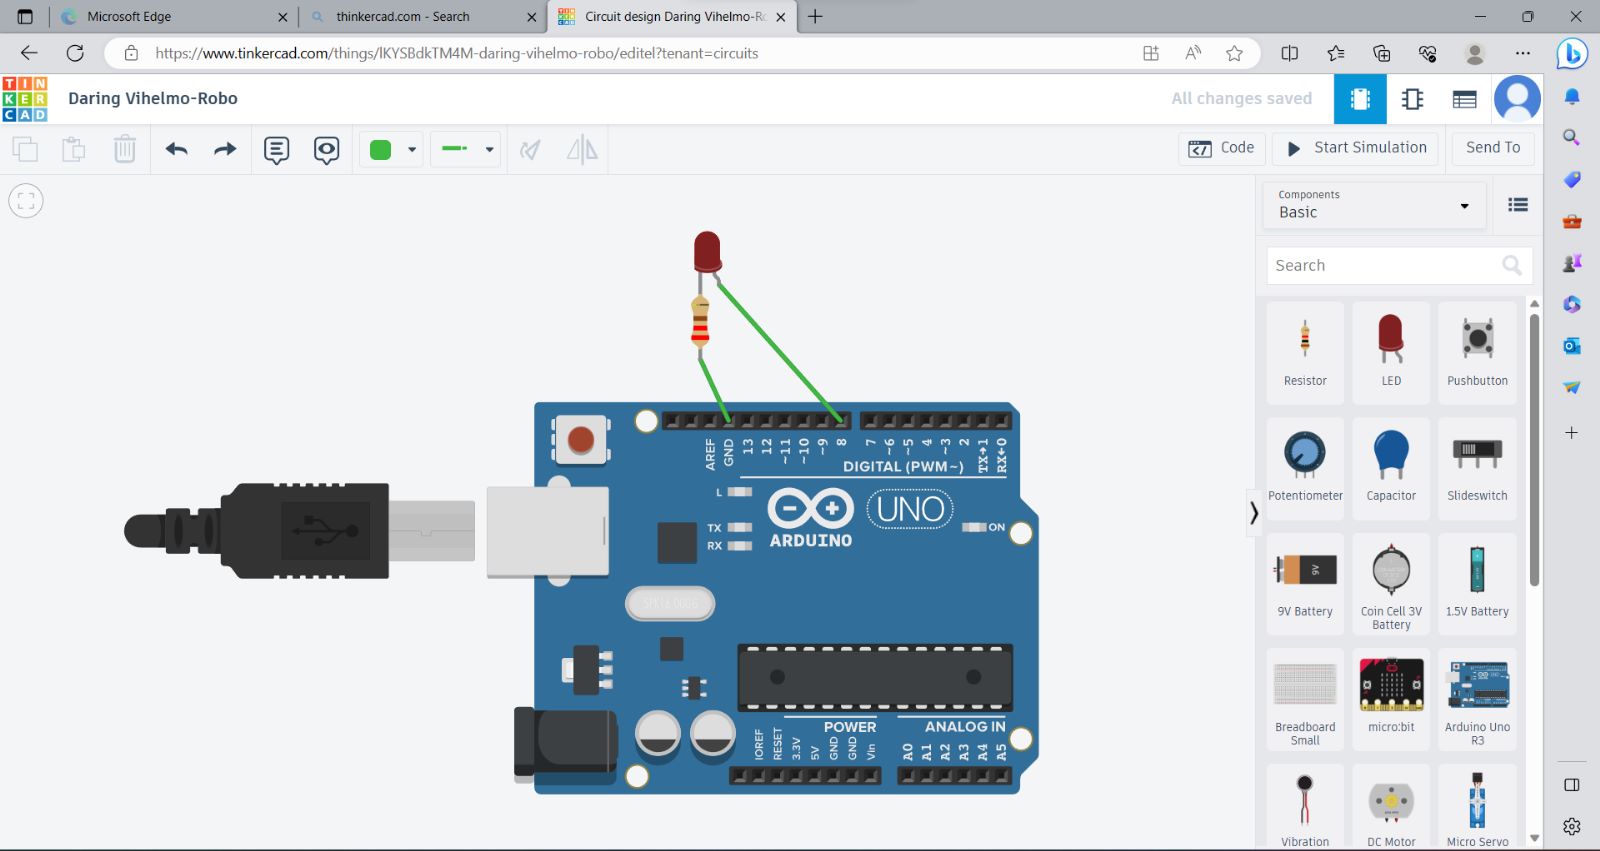 Microsoft Edge
thinkercad.com - Search
Circuit design Daring Vihelmo-Ro
https://www.tinkercad.com/things/lKYSBdkTM4M-daring-vihelmo-robo/editel?tenant=circuits
TIN
KER
CAD
Daring Vihelmo-Robo
All changes saved
Code
Start Simulation
Send To
Components
Basic
Search
Resistor
LED
Pushbutton
Potentiometer
Capacitor
Slideswitch
9V
9V Battery
Coin Cell 3V
Battery
1.5V Battery
Breadboard
Small
micro:bit
Arduino Uno
R3
Vibration
DC Motor
Micro Servo
AREF
GND
13
12
~11
~10
~9
8
7
~6
~5
4
~3
2
TX→1
RX←0
DIGITAL (PWM~)
L
TX
RX
ARDUINO
UNO
ON
SPK16.000G
POWER
ANALOG IN
IOREF
RESET
3.3V
5V
GND
GND
Vin
A0
A1
A2
A3
A4
A5